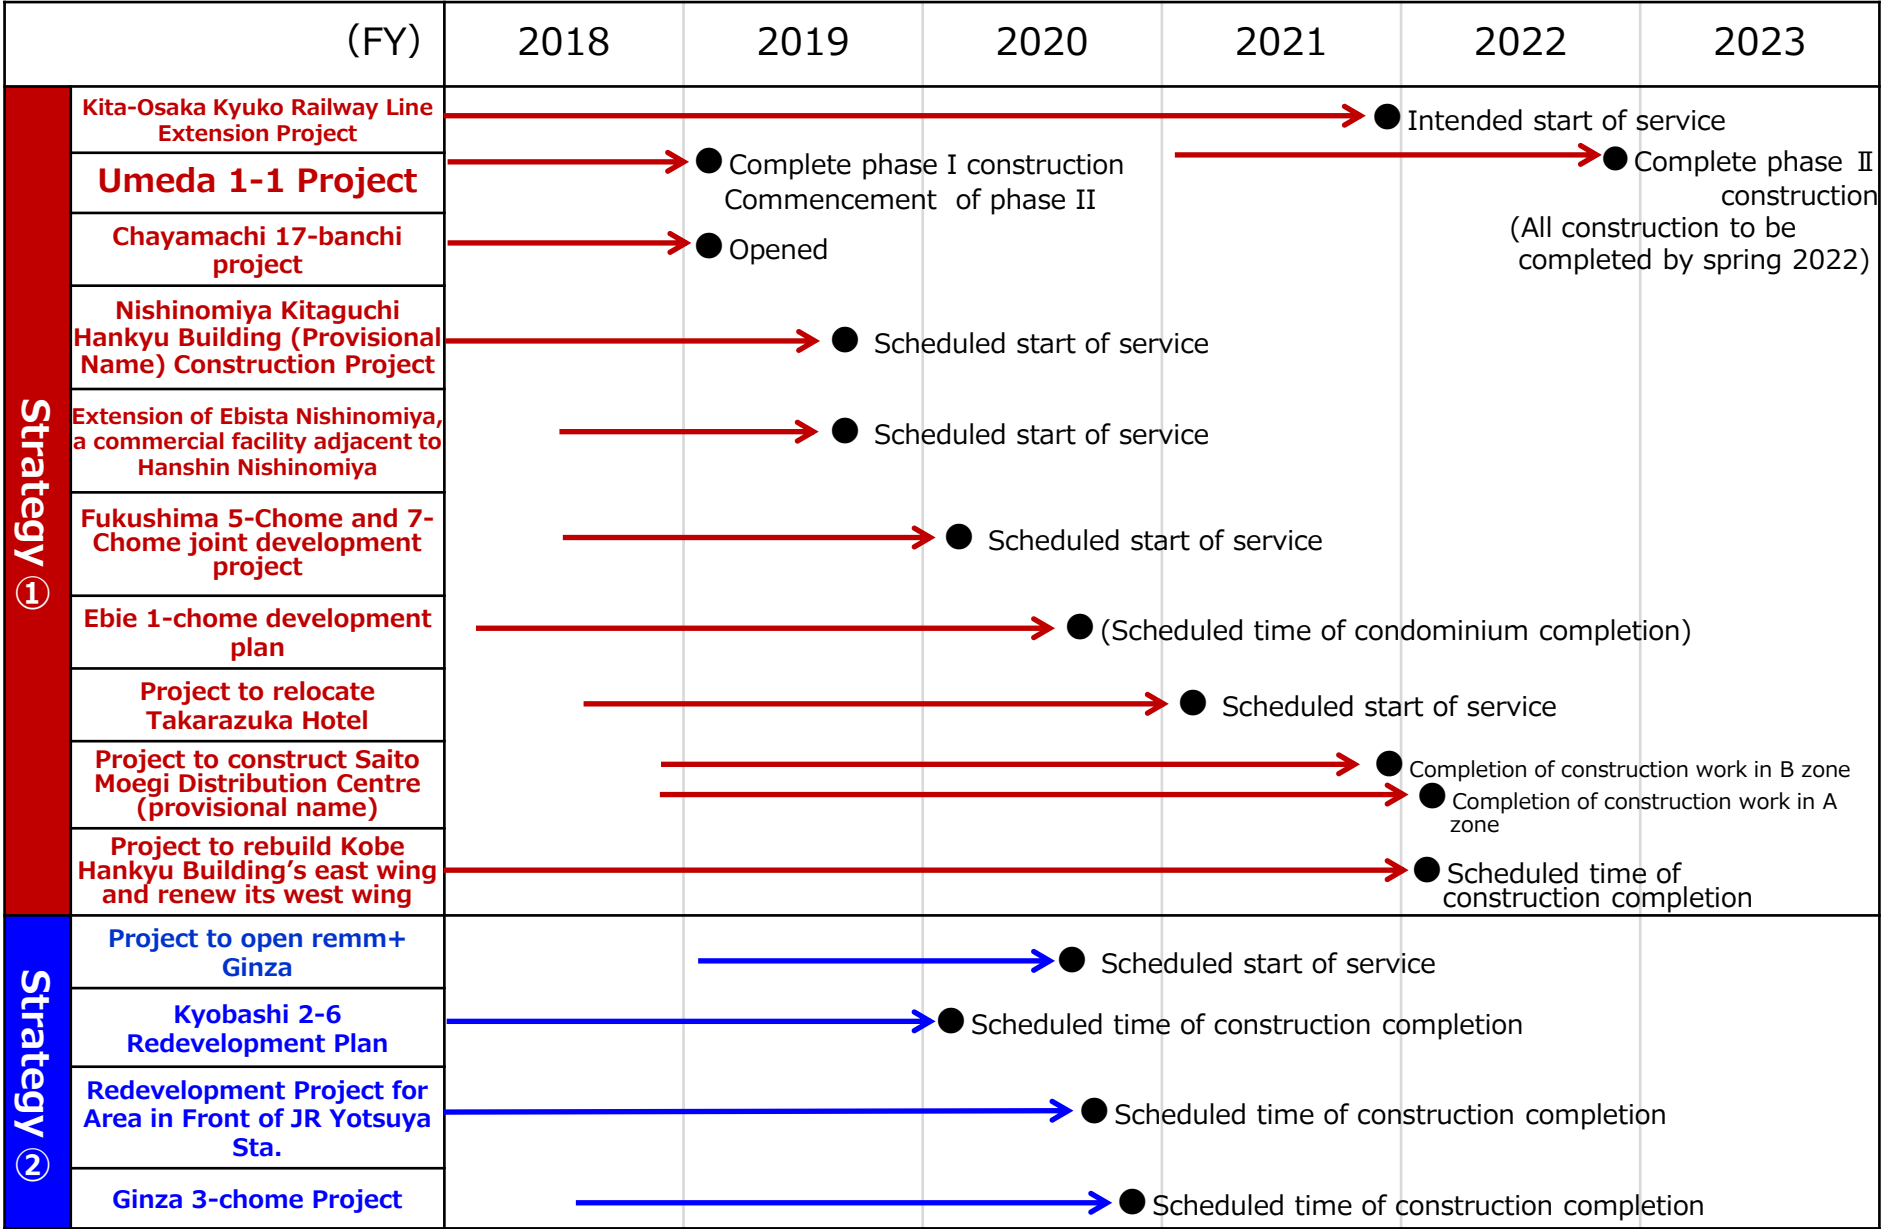 (FY) 2018 2019 2020 2021 2022 2023
Strategy ①
Kita-Osaka Kyuko Railway Line
Extension Project
Intended start of service
Umeda 1-1 Project
Complete phase I construction
Commencement of phase II
Complete phase Ⅱ
construction
(All construction to be
completed by spring 2022)
Chayamachi 17-banchi
project
Opened
Nishinomiya Kitaguchi
Hankyu Building (Provisional
Name) Construction Project
Scheduled start of service
Extension of Ebista Nishinomiya,
a commercial facility adjacent to
Hanshin Nishinomiya
Scheduled start of service
Fukushima 5-Chome and 7-
Chome joint development
project
Scheduled start of service
Ebie 1-chome development
plan
(Scheduled time of condominium completion)
Project to relocate
Takarazuka Hotel
Scheduled start of service
Project to construct Saito
Moegi Distribution Centre
(provisional name)
Completion of construction work in B zone
Completion of construction work in A
zone
Project to rebuild Kobe
Hankyu Building’s east wing
and renew its west wing
Scheduled time of
construction completion
Strategy ②
Project to open remm+
Ginza
Scheduled start of service
Kyobashi 2-6
Redevelopment Plan
Scheduled time of construction completion
Redevelopment Project for
Area in Front of JR Yotsuya
Sta.
Scheduled time of construction completion
Ginza 3-chome Project
Scheduled time of construction completion